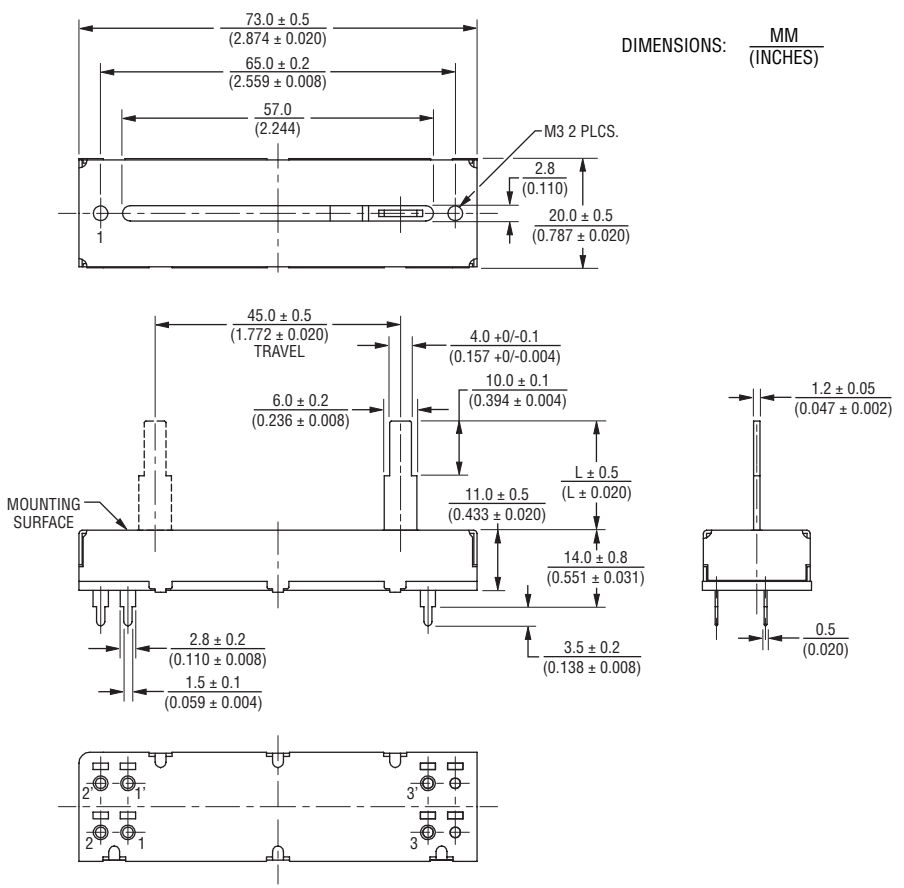 73.0 ± 0.5
(2.874 ± 0.020)
65.0 ± 0.2
(2.559 ± 0.008)
57.0
(2.244)
DIMENSIONS: MM
(INCHES)
M3 2 PLCS.
2.8
(0.110)
20.0 ± 0.5
(0.787 ± 0.020)
1
45.0 ± 0.5
(1.772 ± 0.020)
TRAVEL
4.0 +0/-0.1
(0.157 +0/-0.004)
10.0 ± 0.1
(0.394 ± 0.004)
6.0 ± 0.2
(0.236 ± 0.008)
1.2 ± 0.05
(0.047 ± 0.002)
L ± 0.5
(L ± 0.020)
11.0 ± 0.5
(0.433 ± 0.020)
MOUNTING
SURFACE
14.0 ± 0.8
(0.551 ± 0.031)
2.8 ± 0.2
(0.110 ± 0.008)
3.5 ± 0.2
(0.138 ± 0.008)
0.5
(0.020)
1.5 ± 0.1
(0.059 ± 0.004)
2' 1' 3'
2 1 3